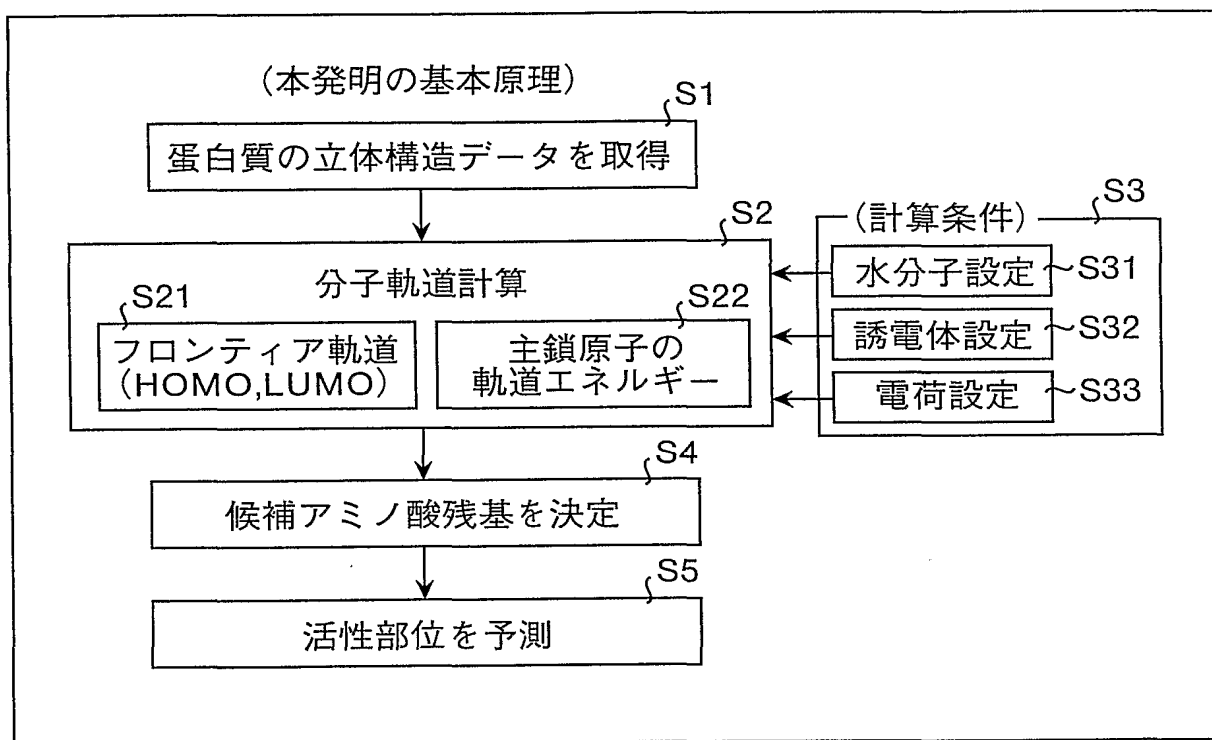 (本発明の基本原理)
S1
蛋白質の立体構造データを取得
S2
分子軌道計算
S21
フロンティア軌道
(HOMO,LUMO)
S22
主鎖原子の
軌道エネルギー
S3
(計算条件)
水分子設定
S31
誘電体設定
S32
電荷設定
S33
S4
候補アミノ酸残基を決定
S5
活性部位を予測